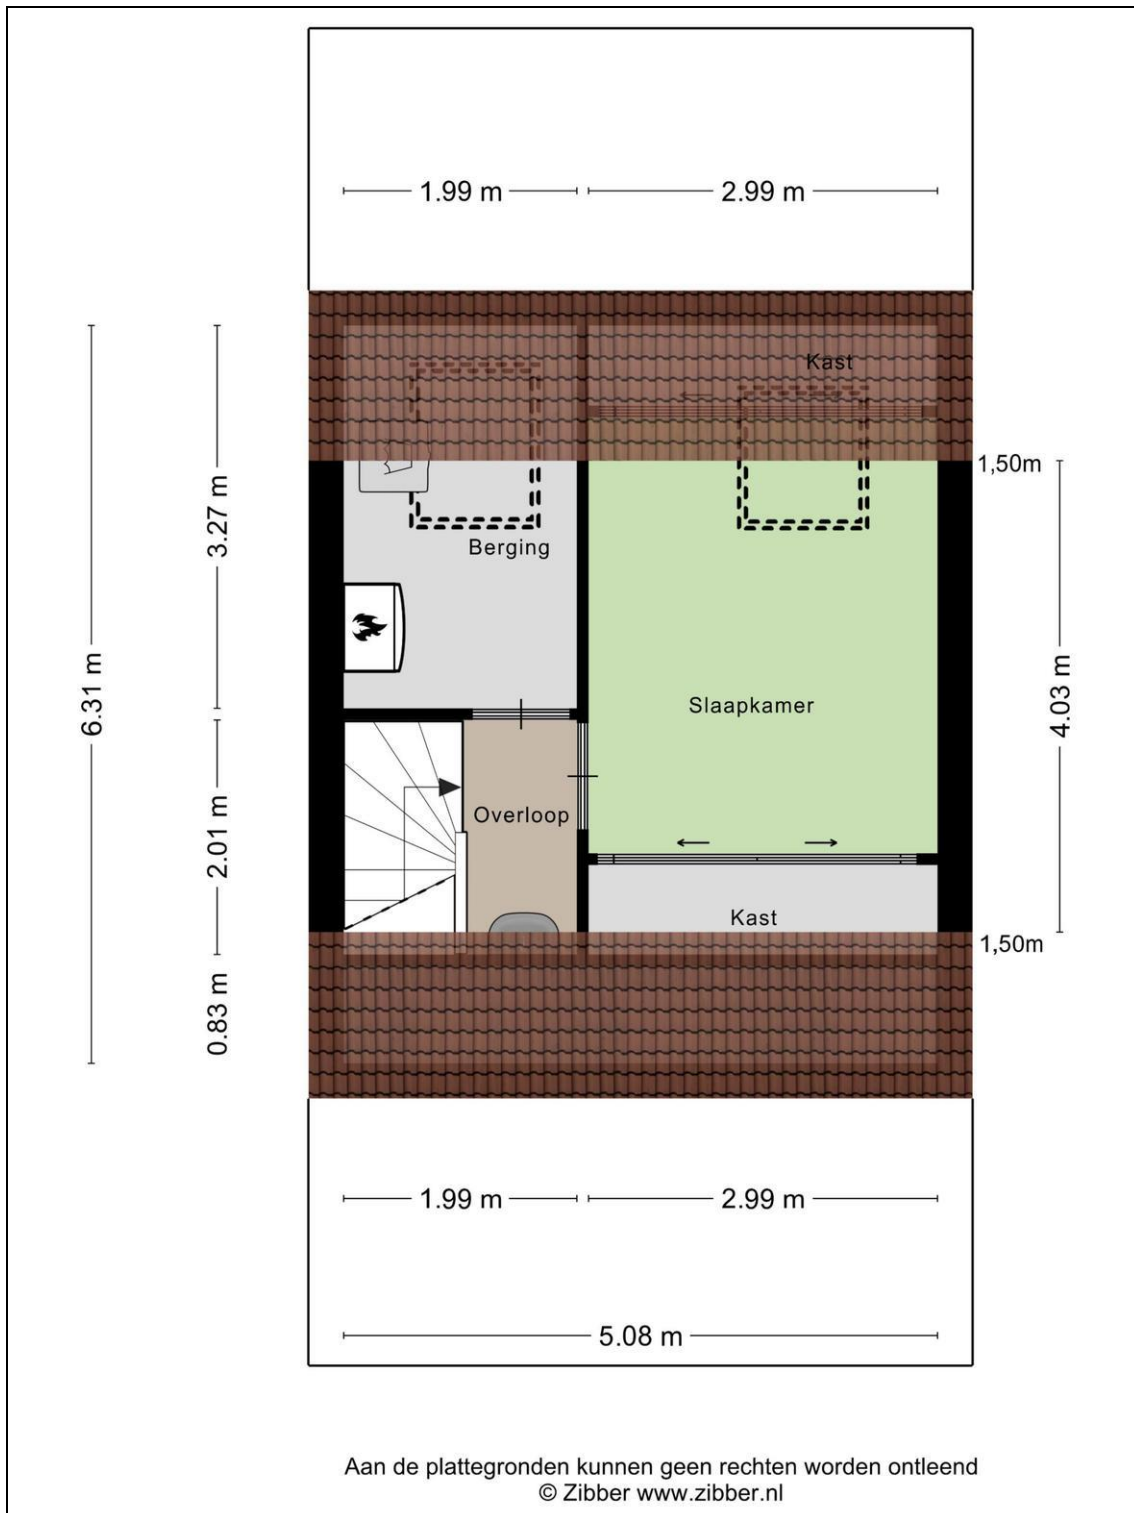 1.99 m
2.99 m
Kast
1,50m
3.27 m
Berging
6.31 m
Slaapkamer
4.03 m
2.01 m
Overloop
Kast
1,50m
0.83 m
1.99 m
2.99 m
5.08 m
Aan de plattegronden kunnen geen rechten worden ontleend
© Zibber www.zibber.nl